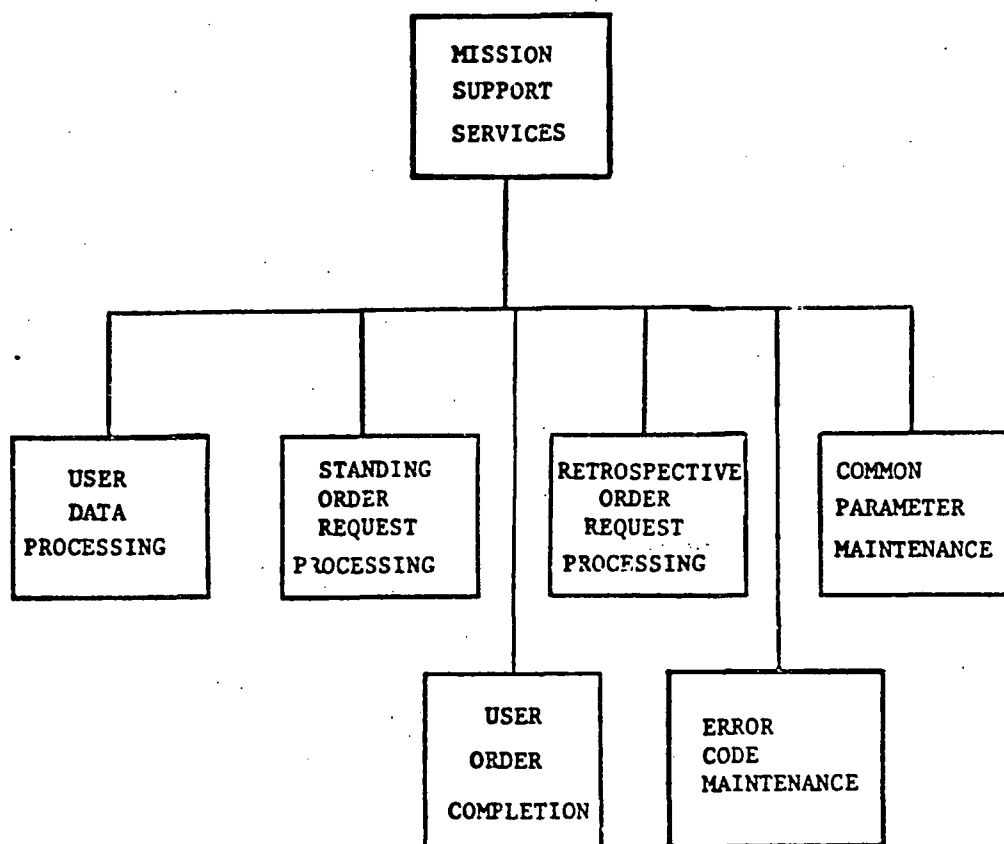 MISSION
SUPPORT
SERVICES
USER
DATA
PROCESSING
STANDING
ORDER
REQUEST
PROCESSING
RETROSPECTIVE
ORDER
REQUEST
PROCESSING
COMMON
PARAMETER
MAINTENANCE
USER
ORDER
COMPLETION
ERROR
CODE
MAINTENANCE